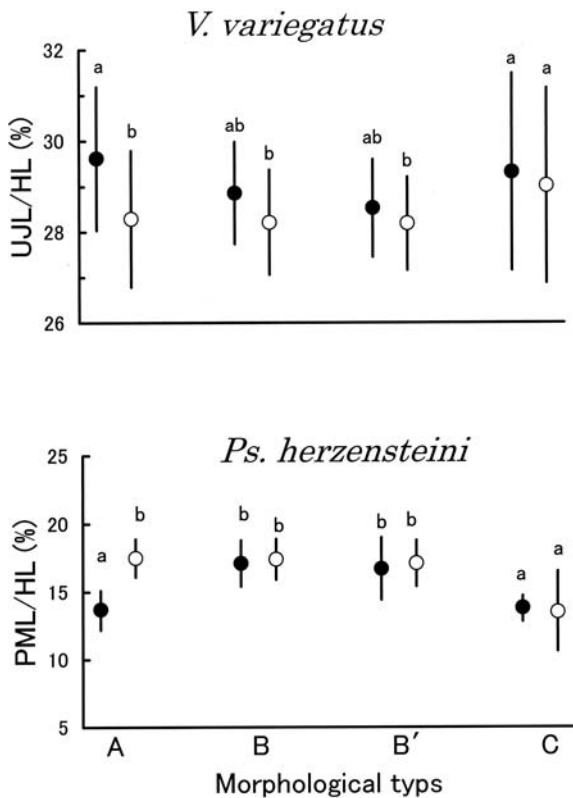 V. variegatus
32
30
28
26
UJL/HL (%)
a
b
ab
b
ab
b
a
a
Ps. herzensteini
25
20
15
10
5
PML/HL (%)
a
b
b
b
b
b
a
a
A B B′ C
Morphological typs